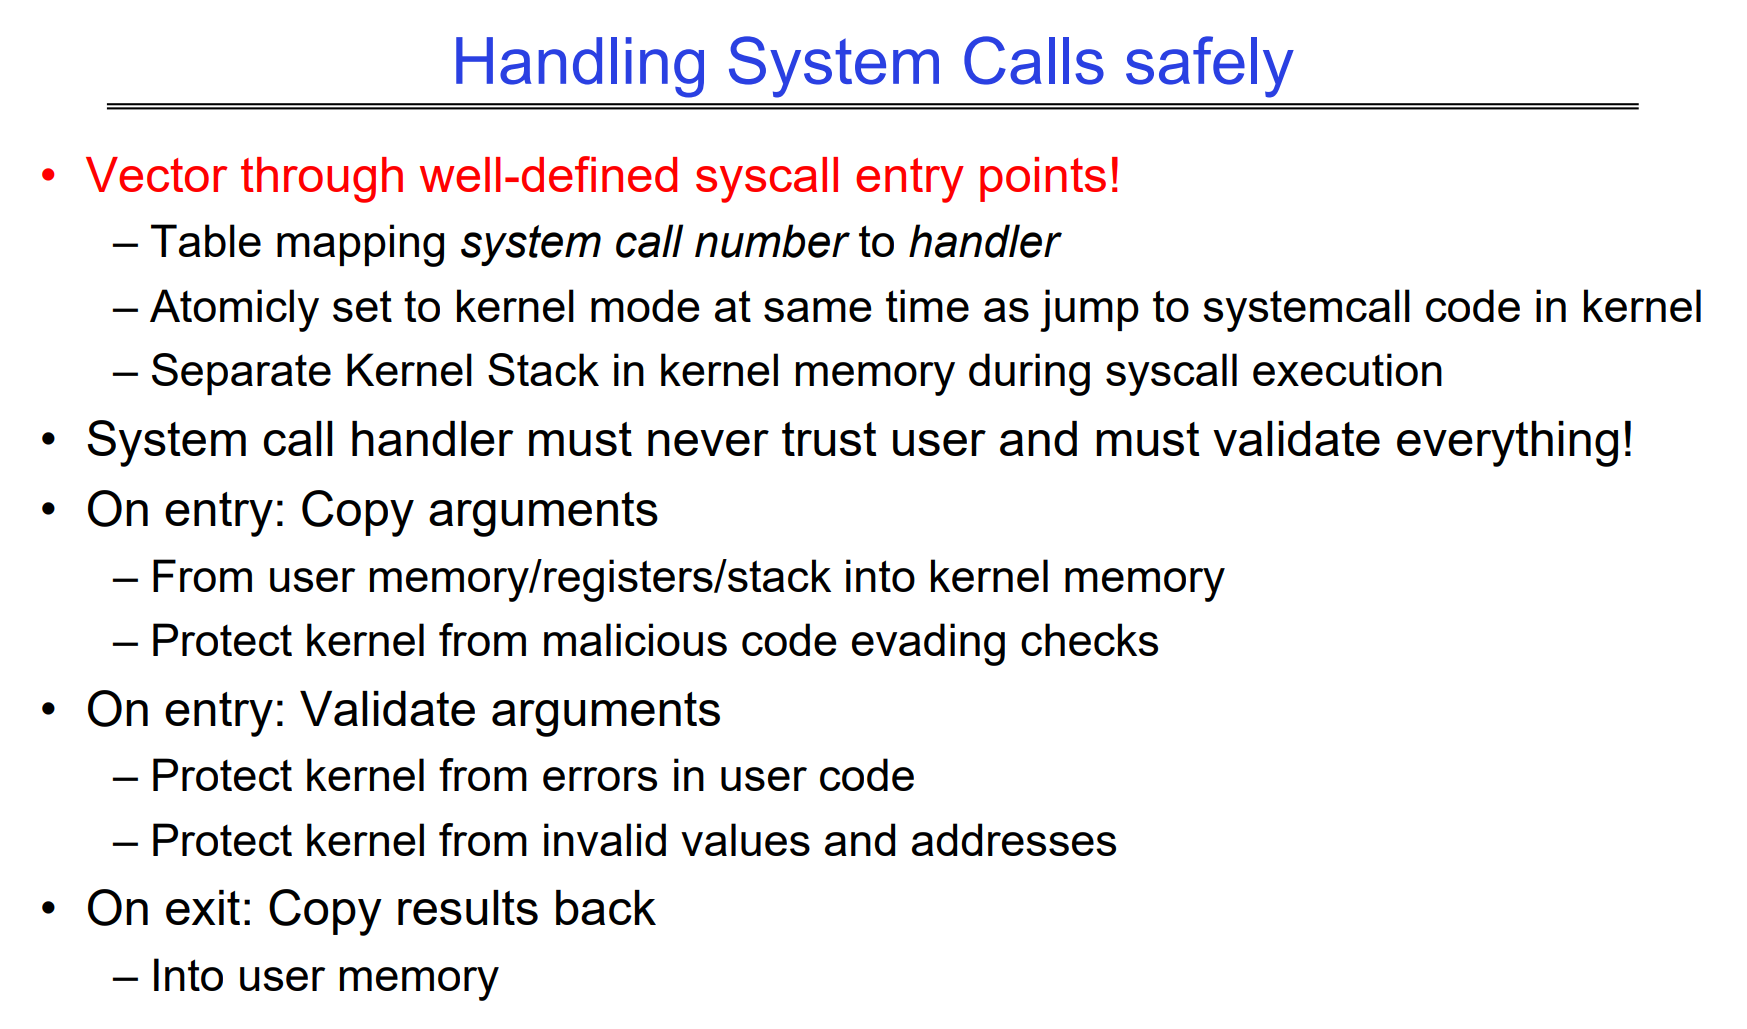 Handling System Calls safely
• Vector through well-defined syscall entry points!
– Table mapping system call number to handler
– Atomicly set to kernel mode at same time as jump to systemcall code in kernel
– Separate Kernel Stack in kernel memory during syscall execution
• System call handler must never trust user and must validate everything!
• On entry: Copy arguments
– From user memory/registers/stack into kernel memory
– Protect kernel from malicious code evading checks
• On entry: Validate arguments
– Protect kernel from errors in user code
– Protect kernel from invalid values and addresses
• On exit: Copy results back
– Into user memory